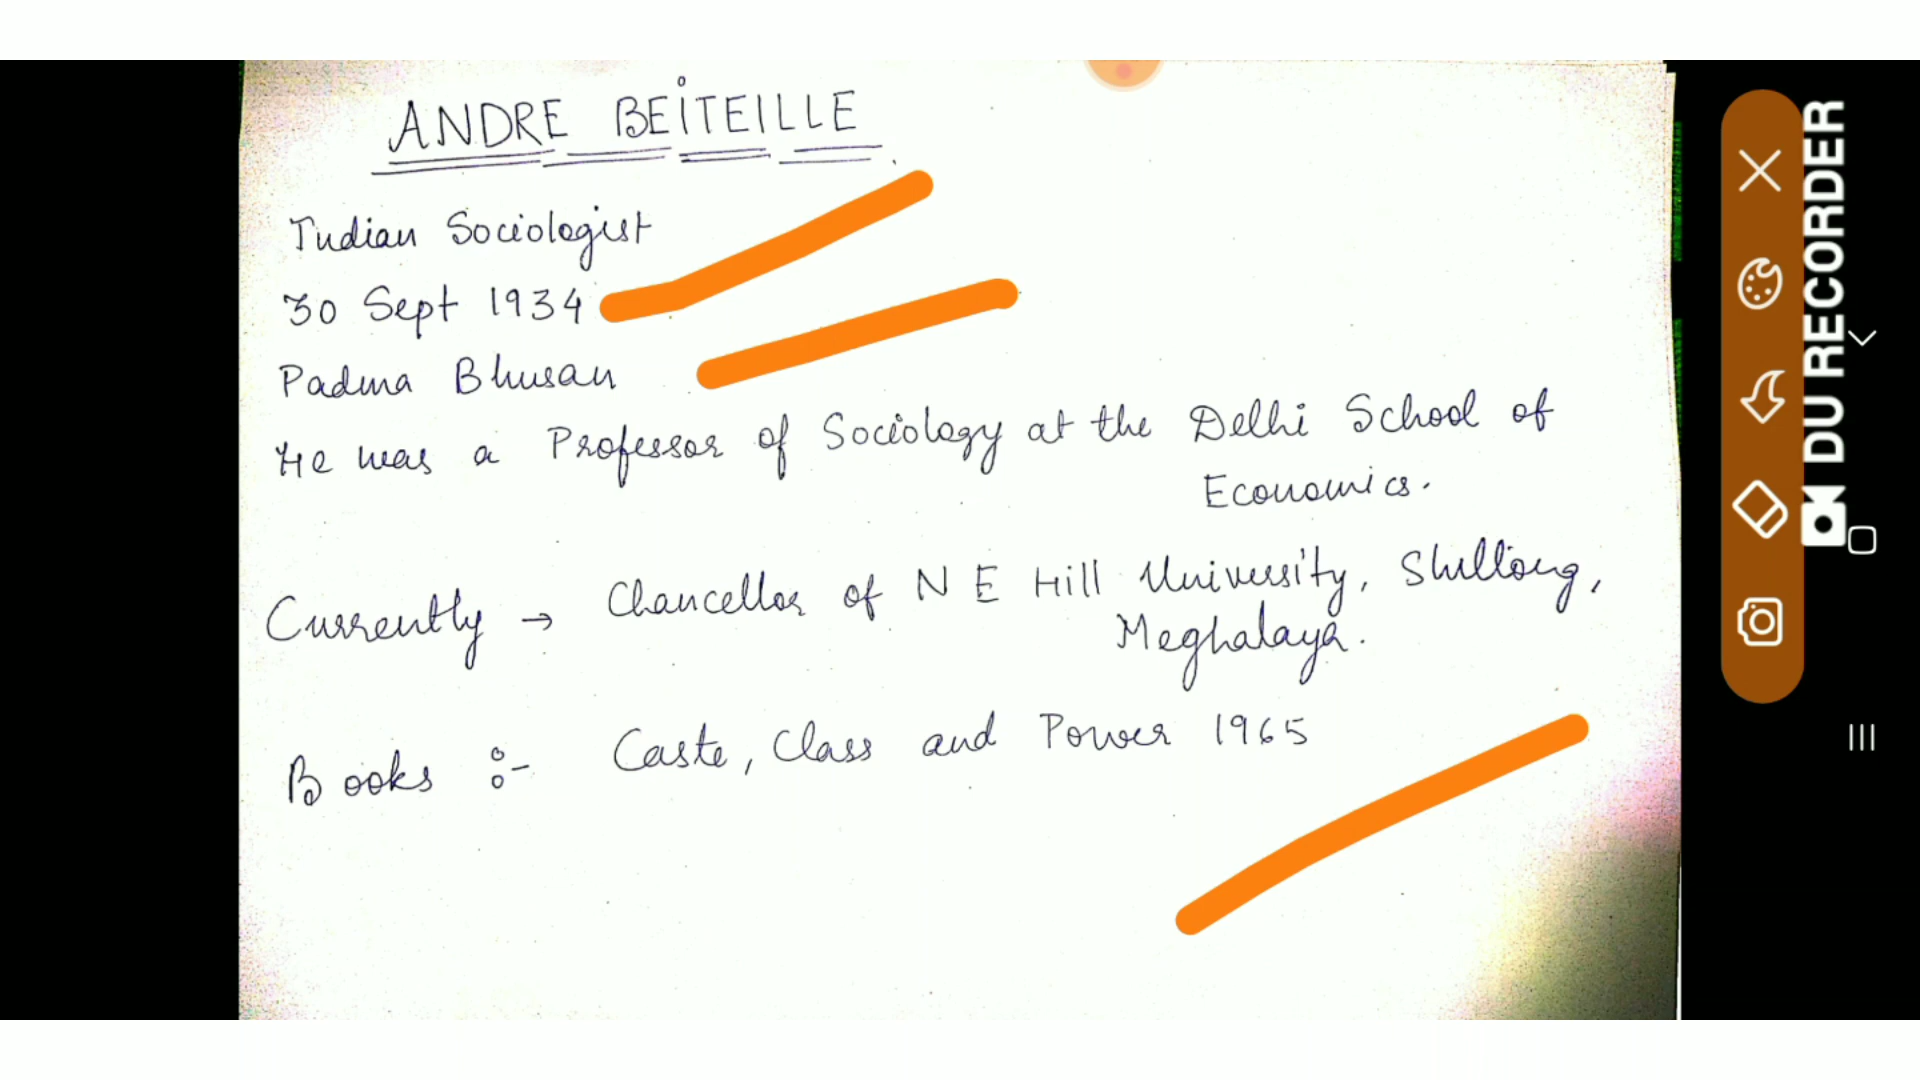 ANDRE BEITEILLE
Indian Sociologist
30 Sept 1934
Padma Bhusan
He was a Professor of Sociology at the Delhi School of
Economics.
Currently → Chancellor of N E Hill University, Shillong,
Meghalaya.
Books :- Caste, Class and Power 1965
DU RECORDER